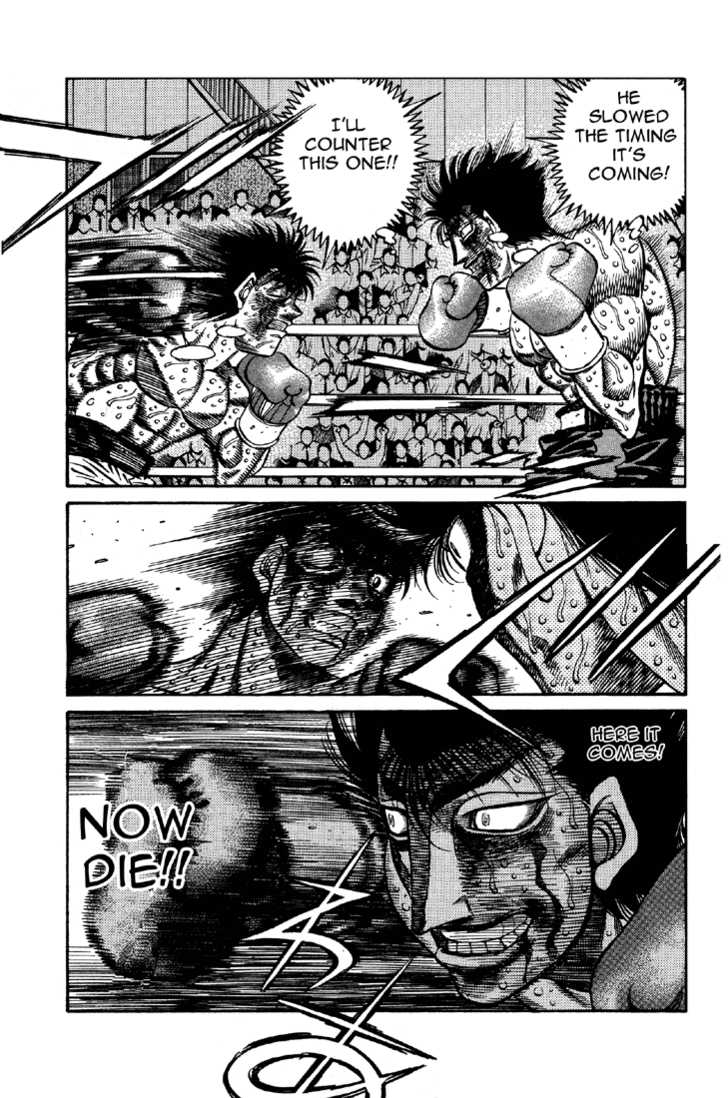 HE
SLOWED
THE TIMING
IT'S
COMING!
I'LL
COUNTER
THIS ONE!!
HERE IT
COMES!
NOW
DIE!!